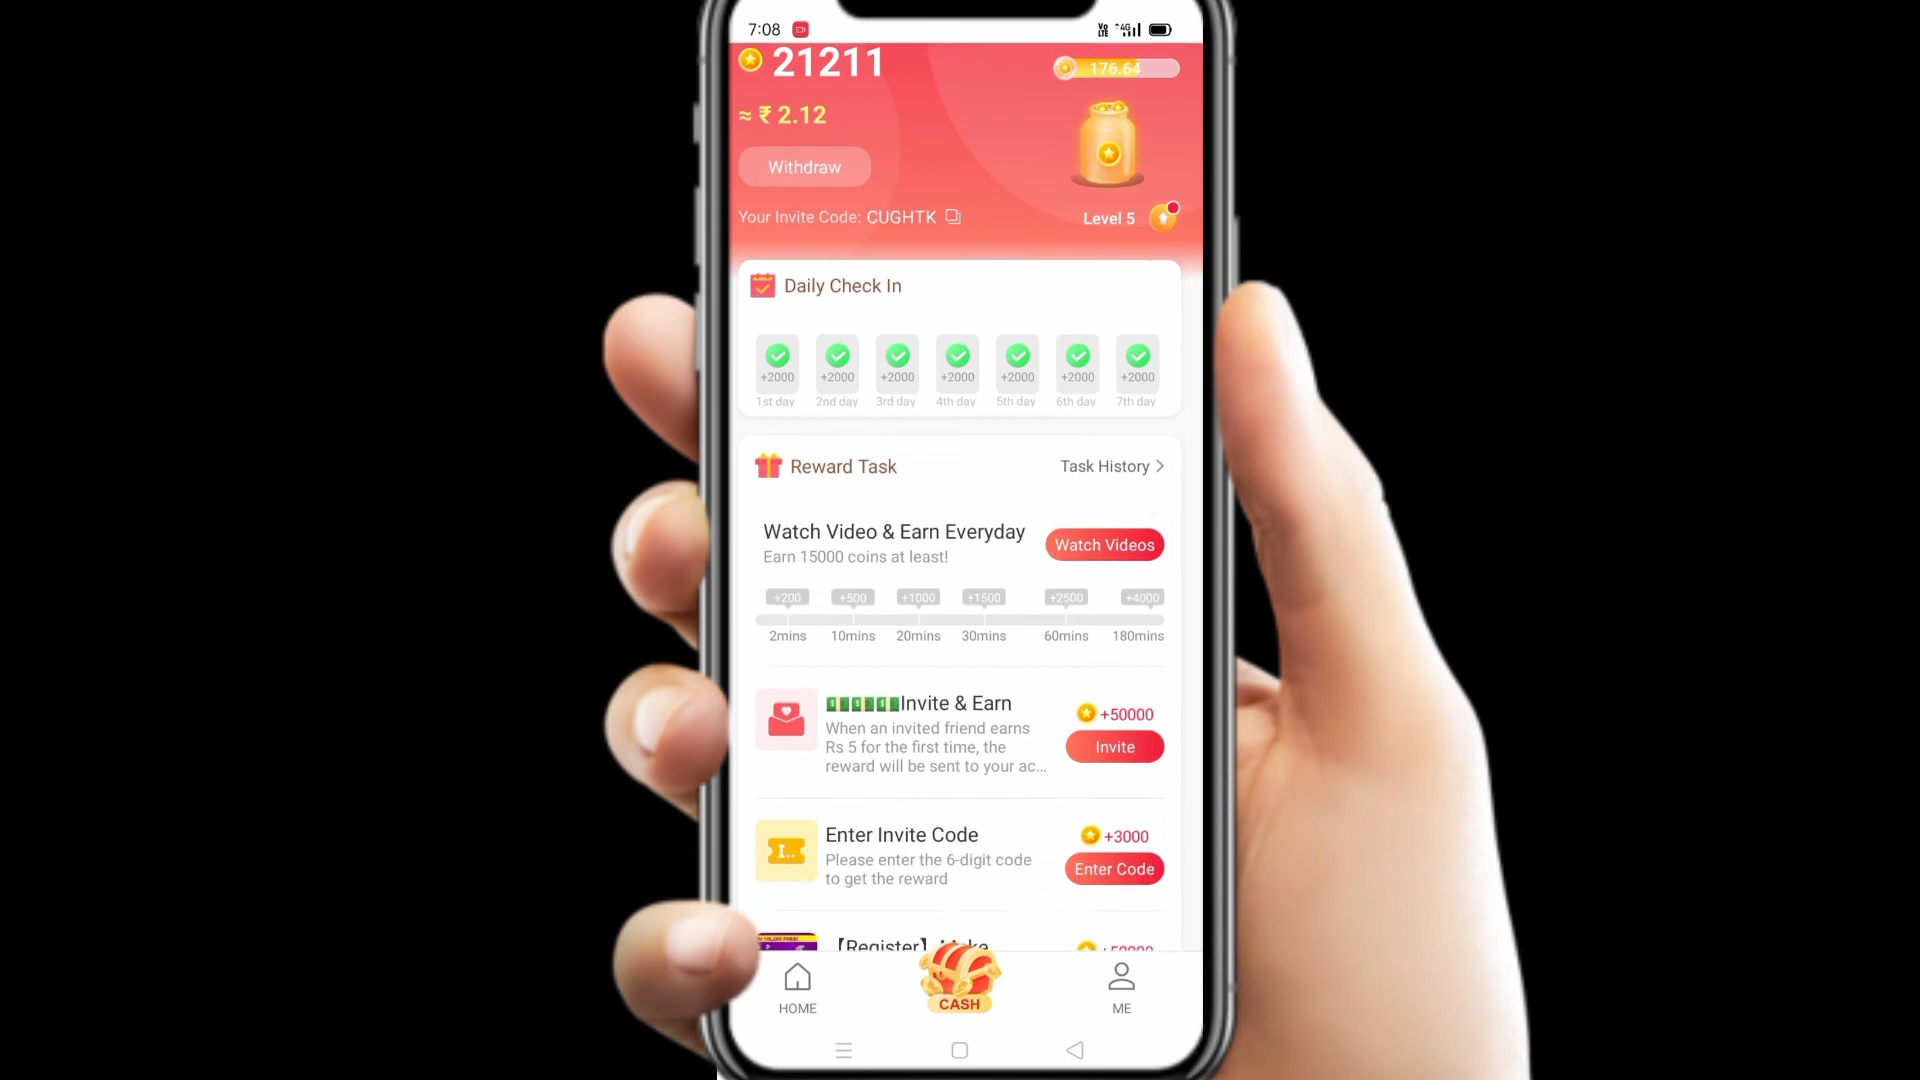 7:08
Vo LTE 4G
21211
176.64
≈ ₹ 2.12
Withdraw
Your Invite Code: CUGHTK
Level 5
Daily Check In
+2000 +2000 +2000 +2000 +2000 +2000 +2000
1st day 2nd day 3rd day 4th day 5th day 6th day 7th day
Reward Task
Task History
Watch Video & Earn Everyday
Earn 15000 coins at least!
Watch Videos
+200 +500 +1000 +1500 +2500 +4000
2mins 10mins 20mins 30mins 60mins 180mins
Invite & Earn
When an invited friend earns
Rs 5 for the first time, the
reward will be sent to your ac...
+50000
Invite
Enter Invite Code
Please enter the 6-digit code
to get the reward
+3000
Enter Code
I..
【Register】
+50000
HOME
CASH
ME